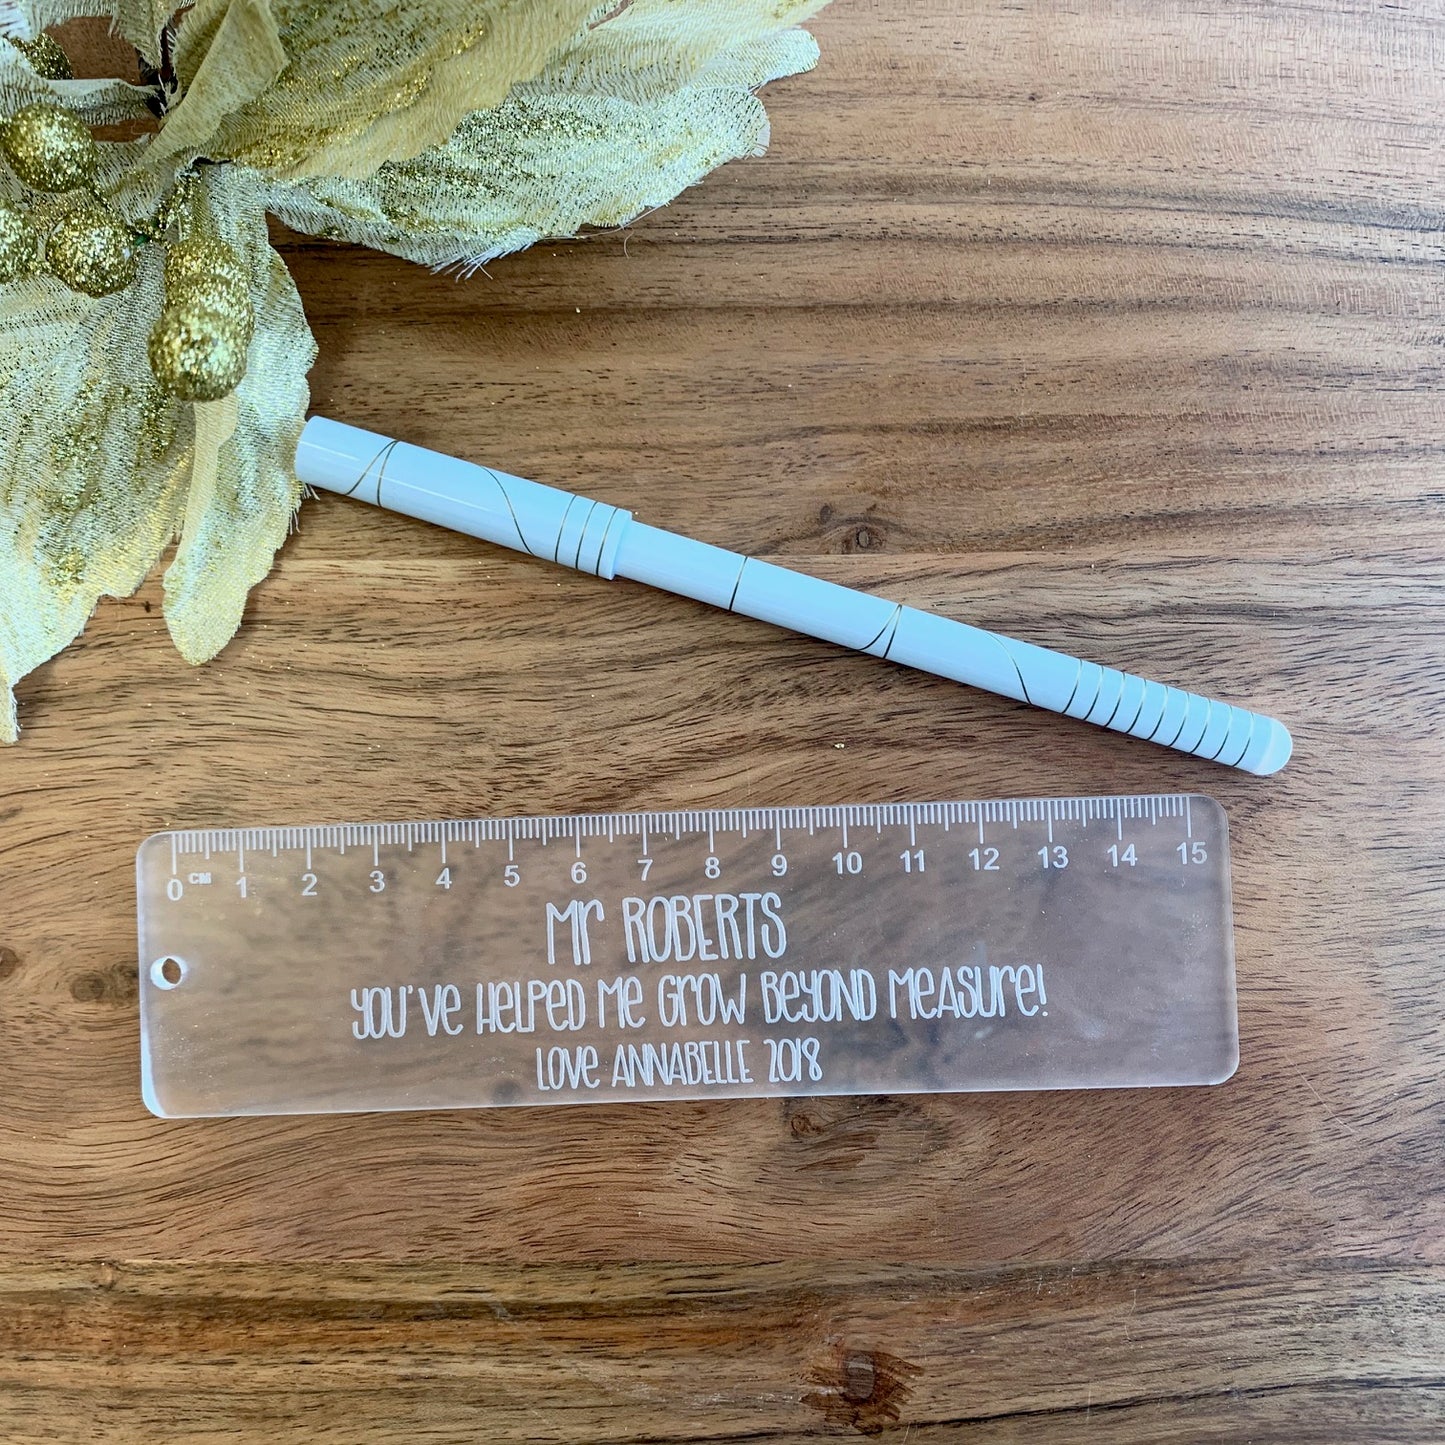 0 CM 1 2 3 4 5 6 7 8 9 10 11 12 13 14 15
Mr ROBERTS
YOU'VE HELPED ME GROW BEYOND MEASURE!
LOVE ANNABELLE 2018